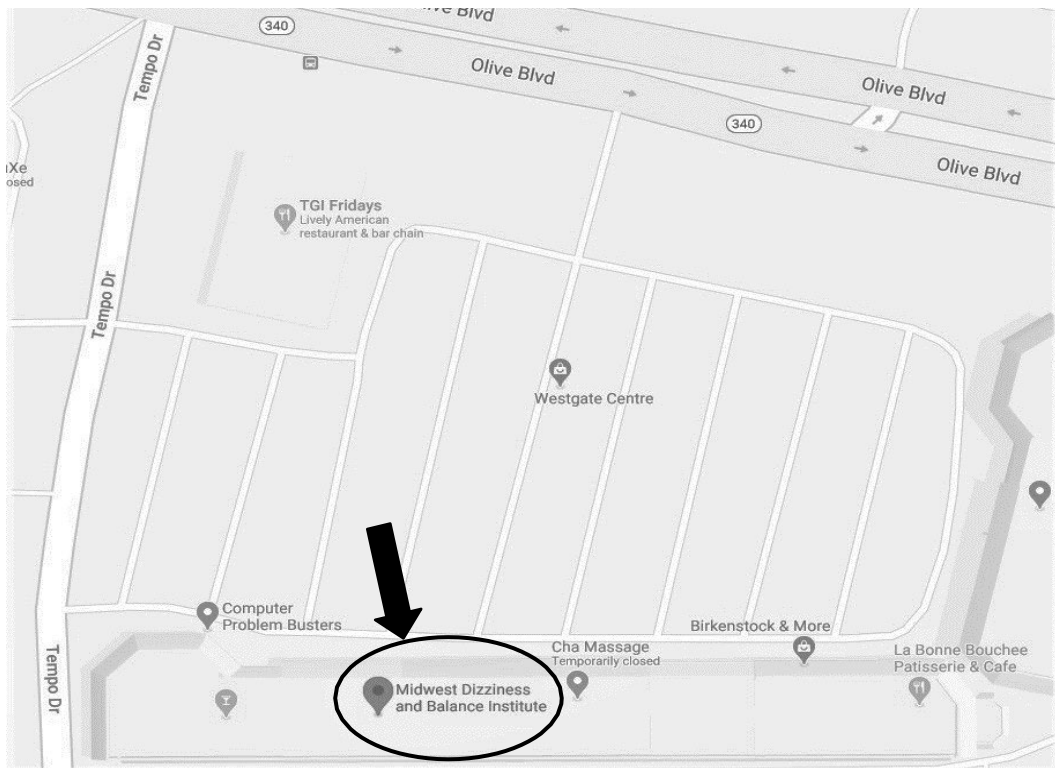 340
Blvd
Tempo Dr
Olive Blvd
Olive Blvd
340
Olive Blvd
osed
TGI Fridays
Lively American
restaurant & bar chain
Tempo Dr
Westgate Centre
Computer
Problem Busters
Birkenstock & More
Cha Massage
Temporarily closed
La Bonne Bouchee
Patisserie & Cafe
Tempo Dr
Midwest Dizziness
and Balance Institute